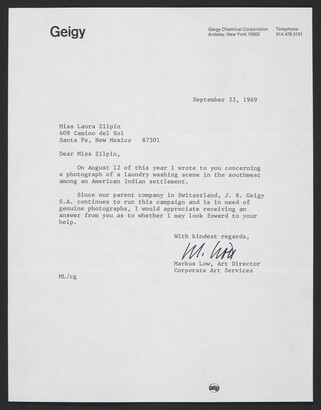 Geigy
Geigy Chemical Corporation
Ardsley, New York 10502
Telephone
914 478 3131
September 23, 1969
Miss Laura Zilpin
409 Camino del Sol
Santa Fe, New Mexico 87501
Dear Miss Zilpin,
On August 12 of this year I wrote to you concerning
a photograph of a laundry washing scene in the southwest
among an American Indian settlement.
Since our parent company in Switzerland, J. R. Geigy
S.A. continues to run this campaign and is in need of
genuine photographs, I would appreciate receiving an
answer from you as to whether I may look foward to your
help.
With kindest regards,
M. Low
Markus Low, Art Director
Corporate Art Services
ML/cg